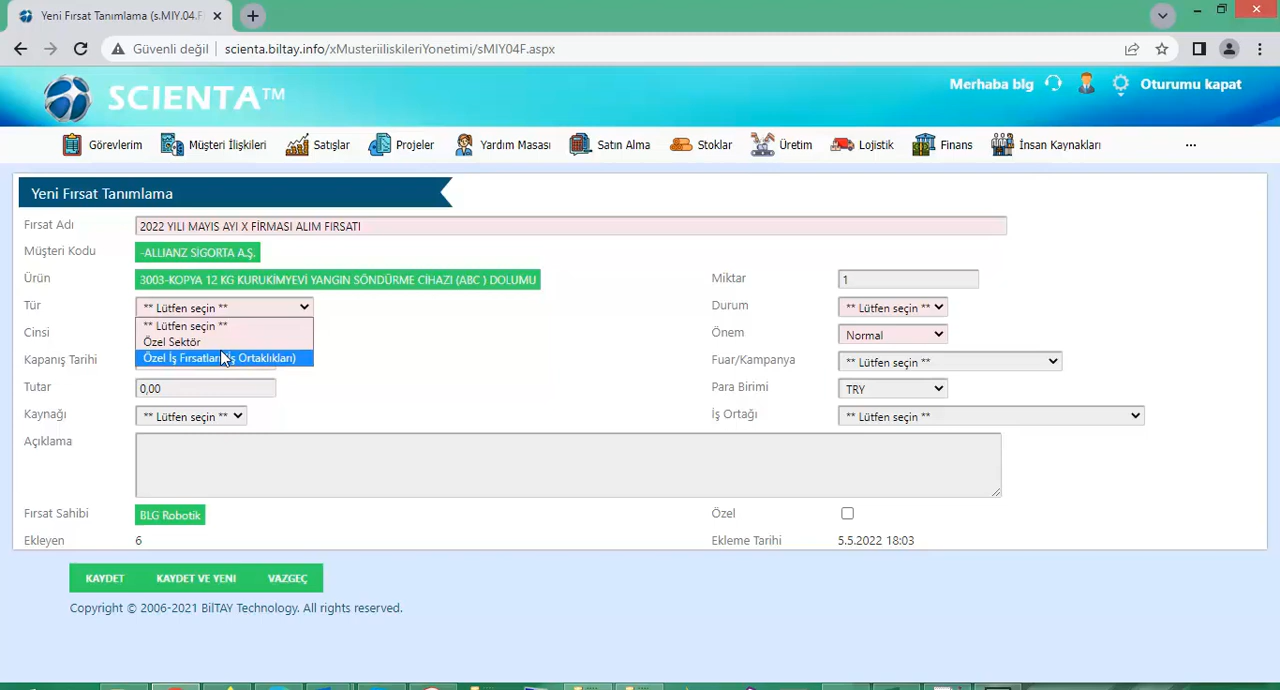 Yeni Fırsat Tanımlama (s.MIY.04.F
Güvenli değil
scienta.biltay.info/xMusteriiliskileriYonetimi/sMIY04F.aspx
SCIENTA™
Merhaba blg
Oturumu kapat
Görevlerim
Müşteri İlişkileri
Satışlar
Projeler
Yardım Masası
Satın Alma
Stoklar
Üretim
Lojistik
Finans
İnsan Kaynakları
...
Yeni Fırsat Tanımlama
Fırsat Adı
2022 YILI MAYIS AYI X FİRMASI ALIM FIRSATI
Müşteri Kodu
-ALLIANZ SİGORTA A.Ş.
Ürün
3003-KOPYA 12 KG KURUKİMYEVİ YANGIN SÖNDÜRME CİHAZI (ABC ) DOLUMU
Miktar
1
Tür
** Lütfen seçin **
Durum
** Lütfen seçin **
** Lütfen seçin **
Özel Sektör
Özel İş Fırsatları İş Ortaklıkları)
Cinsi
Önem
Normal
Kapanış Tarihi
Fuar/Kampanya
** Lütfen seçin **
Tutar
0,00
Para Birimi
TRY
Kaynağı
** Lütfen seçin **
İş Ortağı
** Lütfen seçin **
Açıklama
Fırsat Sahibi
BLG Robotik
Özel
Ekleyen
6
Ekleme Tarihi
5.5.2022 18:03
KAYDET
KAYDET VE YENİ
VAZGEÇ
Copyright © 2006-2021 BilTAY Technology. All rights reserved.